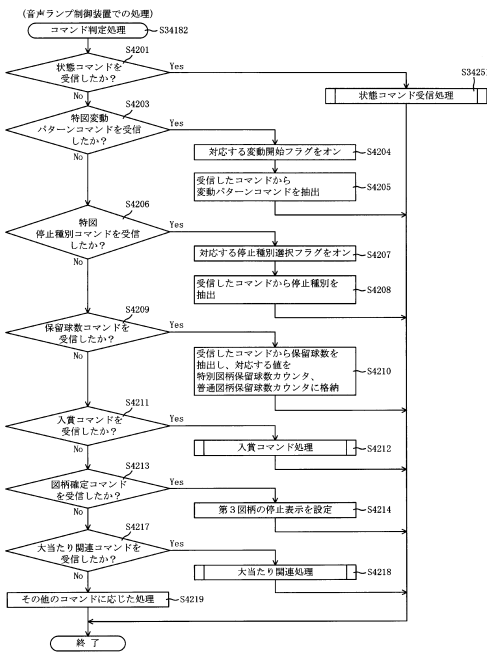 (音声ランプ制御装置での処理)
コマンド判定処理
S34182
S4201
状態コマンドを
受信したか?
Yes
No
S34251
状態コマンド受信処理
S4203
特図変動
パターンコマンドを受信
したか?
Yes
No
対応する変動開始フラグをオン
S4204
受信したコマンドから
変動パターンコマンドを抽出
S4205
S4206
特図
停止種別コマンドを受信
したか?
Yes
No
対応する停止種別選択フラグをオン
S4207
受信したコマンドから停止種別を
抽出
S4208
S4209
保留球数コマンドを
受信したか?
Yes
No
受信したコマンドから保留球数を
抽出し、対応する値を
特別図柄保留球数カウンタ、
普通図柄保留球数カウンタに格納
S4210
S4211
入賞コマンドを
受信したか?
Yes
No
入賞コマンド処理
S4212
S4213
図柄確定コマンド
を受信したか?
Yes
No
第3図柄の停止表示を設定
S4214
S4217
大当たり関連コマンドを
受信したか?
Yes
No
大当たり関連処理
S4218
その他のコマンドに応じた処理
S4219
終了